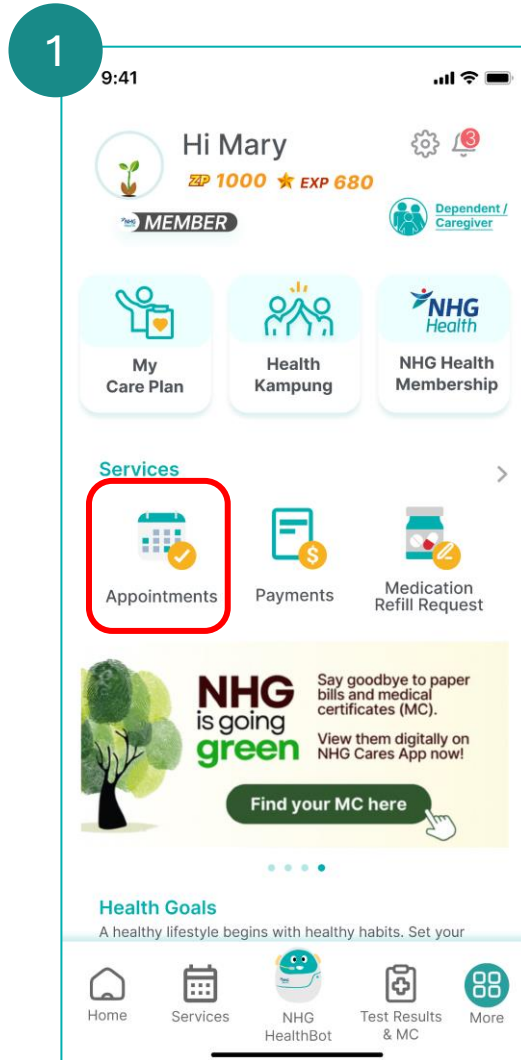 1
9:41
Hi Mary
3
ZP 1000 EXP 680
NHG MEMBER
Dependent /
Caregiver
NHG
Health
My
Care Plan
Health
Kampung
NHG Health
Membership
Services
Appointments
Payments
Medication
Refill Request
NHG
is going
green
Say goodbye to paper
bills and medical
certificates (MC).
View them digitally on
NHG Cares App now!
Find your MC here
Health Goals
A healthy lifestyle begins with healthy habits. Set your
Home
Services
NHG
HealthBot
Test Results
& MC
More